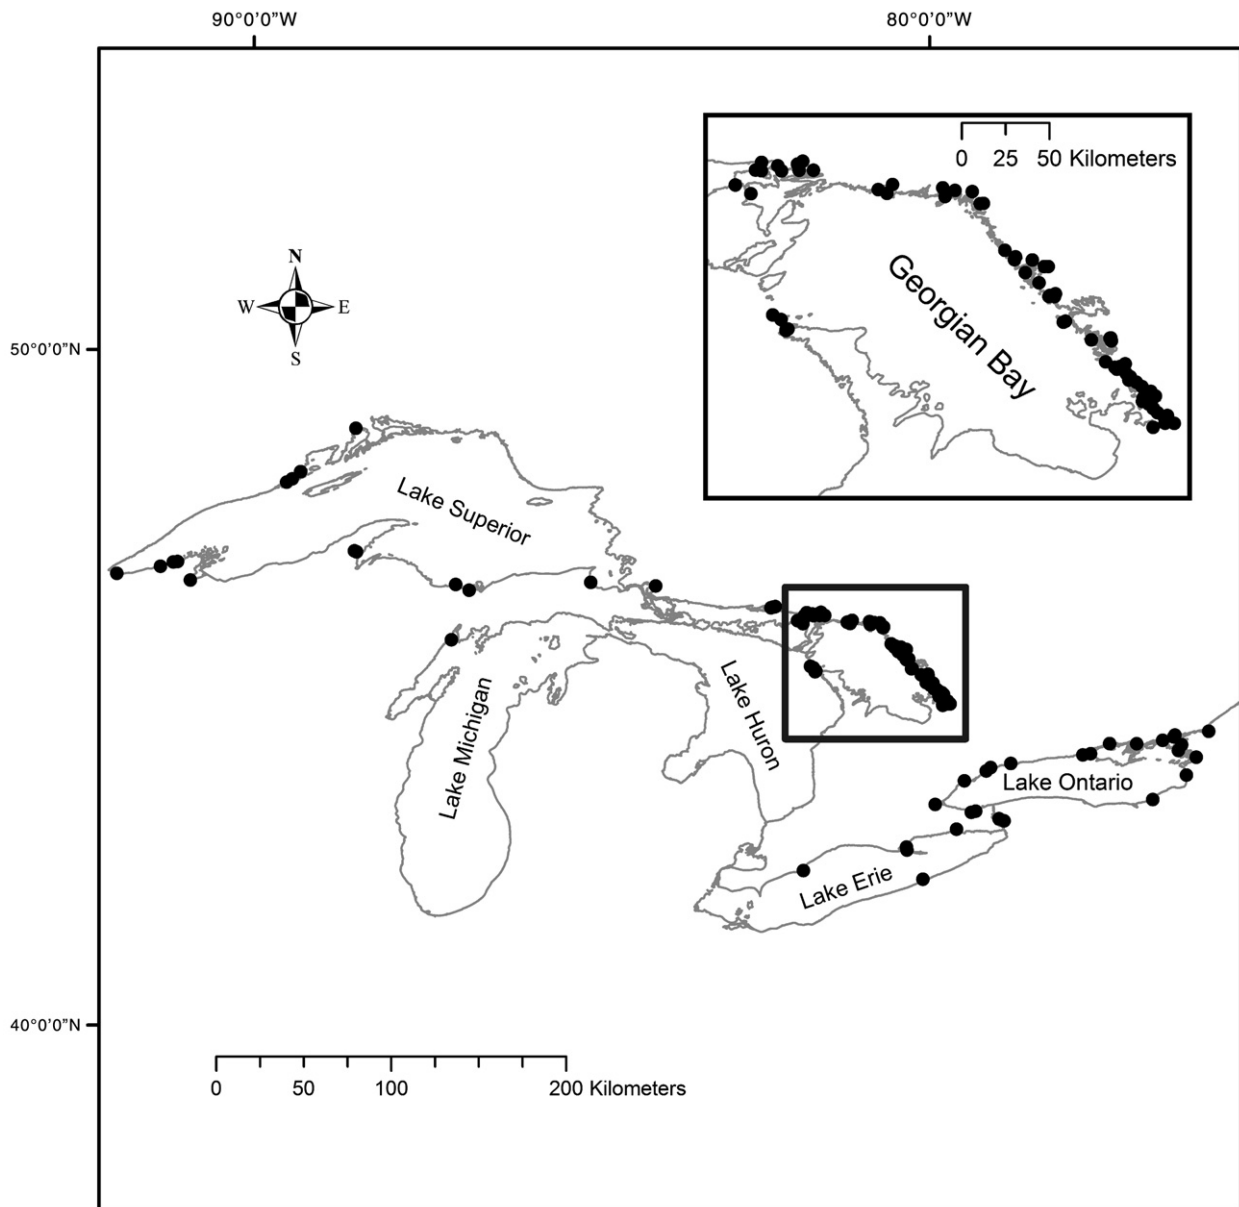 90°0'0"W 80°0'0"W
0 25 50 Kilometers
N
W E
S
Georgian Bay
50°0'0"N
Lake Superior
Lake Michigan
Lake Huron
Lake Ontario
Lake Erie
40°0'0"N
0 50 100 200 Kilometers